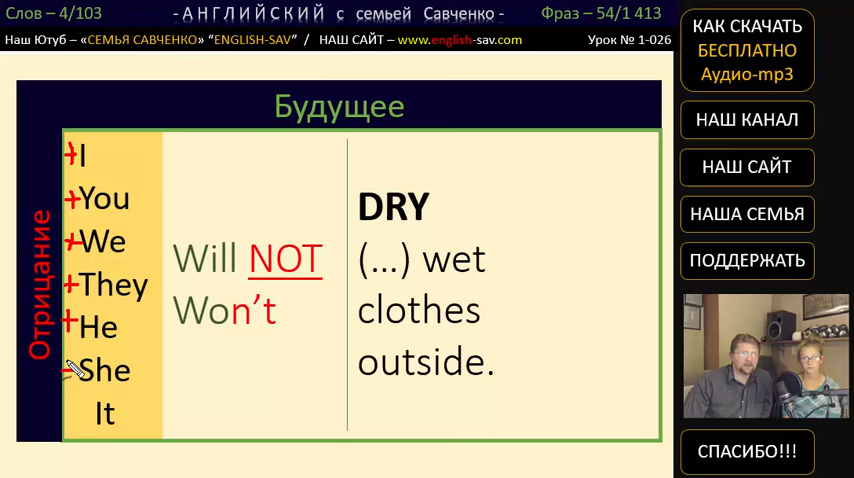 Слов – 4/103
- АНГЛИЙСКИЙ с семьей Савченко -
Фраз – 54/1 413
Наш Ютуб – «СЕМЬЯ САВЧЕНКО» “ENGLISH-SAV” / НАШ САЙТ – www.english-sav.com
Урок № 1-026
Будущее
Отрицание
I
You
We
They
He
She
It
Will NOT
Won’t
DRY
(...) wet
clothes
outside.
КАК СКАЧАТЬ
БЕСПЛАТНО
Аудио-mp3
НАШ КАНАЛ
НАШ САЙТ
НАША СЕМЬЯ
ПОДДЕРЖАТЬ
СПАСИБО!!!